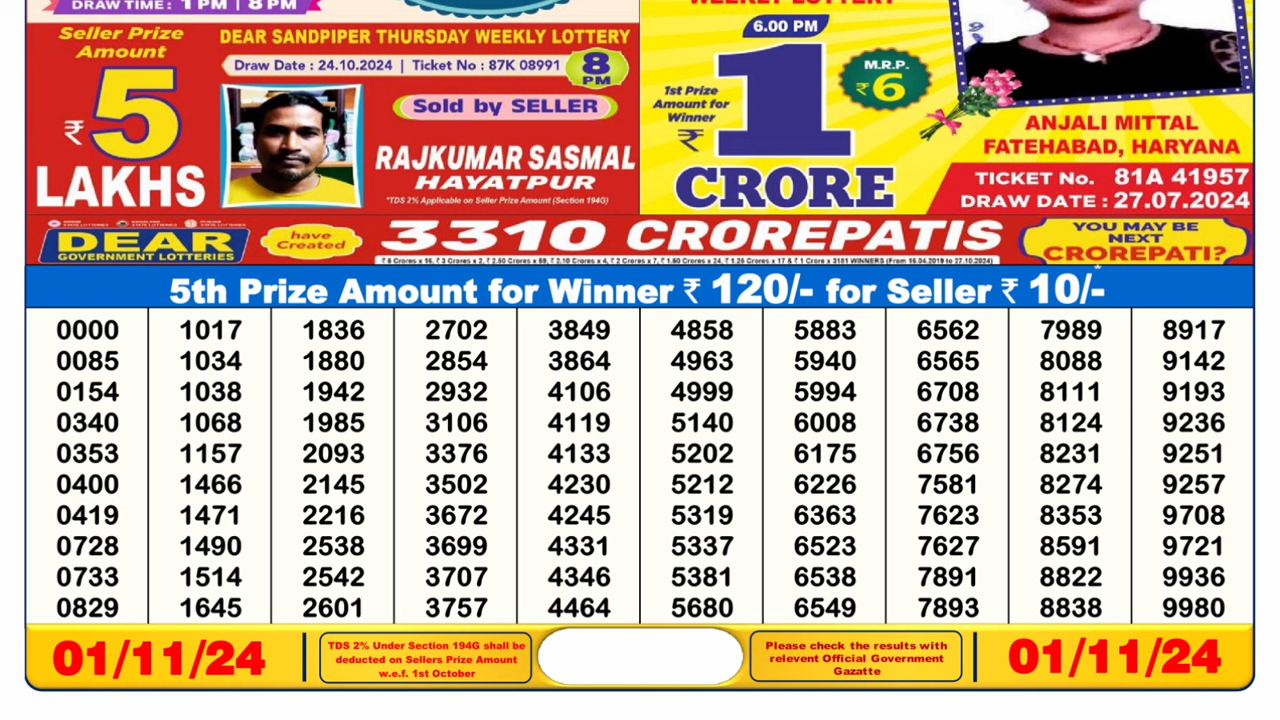 DRAW TIME : 1 PM | 8 PM
Seller Prize
Amount
₹ 5
LAKHS
DEAR SANDPIPER THURSDAY WEEKLY LOTTERY
Draw Date : 24.10.2024 | Ticket No : 87K 08991
8
PM
Sold by SELLER
RAJKUMAR SASMAL
HAYATPUR
*TDS 2% Applicable on Seller Prize Amount (Section 194G)
WEEKLY LOTTERY
6.00 PM
1st Prize
Amount for
Winner
₹ 1
CRORE
M.R.P.
₹6
ANJALI MITTAL
FATEHABAD, HARYANA
TICKET No. 81A 41957
DRAW DATE : 27.07.2024
DEAR
GOVERNMENT LOTTERIES
have
Created
3310 CROREPATIS
YOU MAY BE
NEXT
CROREPATI?
5th Prize Amount for Winner ₹ 120/- for Seller ₹ 10/-*
0000 1017 1836 2702 3849 4858 5883 6562 7989 8917
0085 1034 1880 2854 3864 4963 5940 6565 8088 9142
0154 1038 1942 2932 4106 4999 5994 6708 8111 9193
0340 1068 1985 3106 4119 5140 6008 6738 8124 9236
0353 1157 2093 3376 4133 5202 6175 6756 8231 9251
0400 1466 2145 3502 4230 5212 6226 7581 8274 9257
0419 1471 2216 3672 4245 5319 6363 7623 8353 9708
0728 1490 2538 3699 4331 5337 6523 7627 8591 9721
0733 1514 2542 3707 4346 5381 6538 7891 8822 9936
0829 1645 2601 3757 4464 5680 6549 7893 8838 9980
01/11/24
TDS 2% Under Section 194G shall be
deducted on Sellers Prize Amount
w.e.f. 1st October
Please check the results with
relevent Official Government
Gazatte
01/11/24